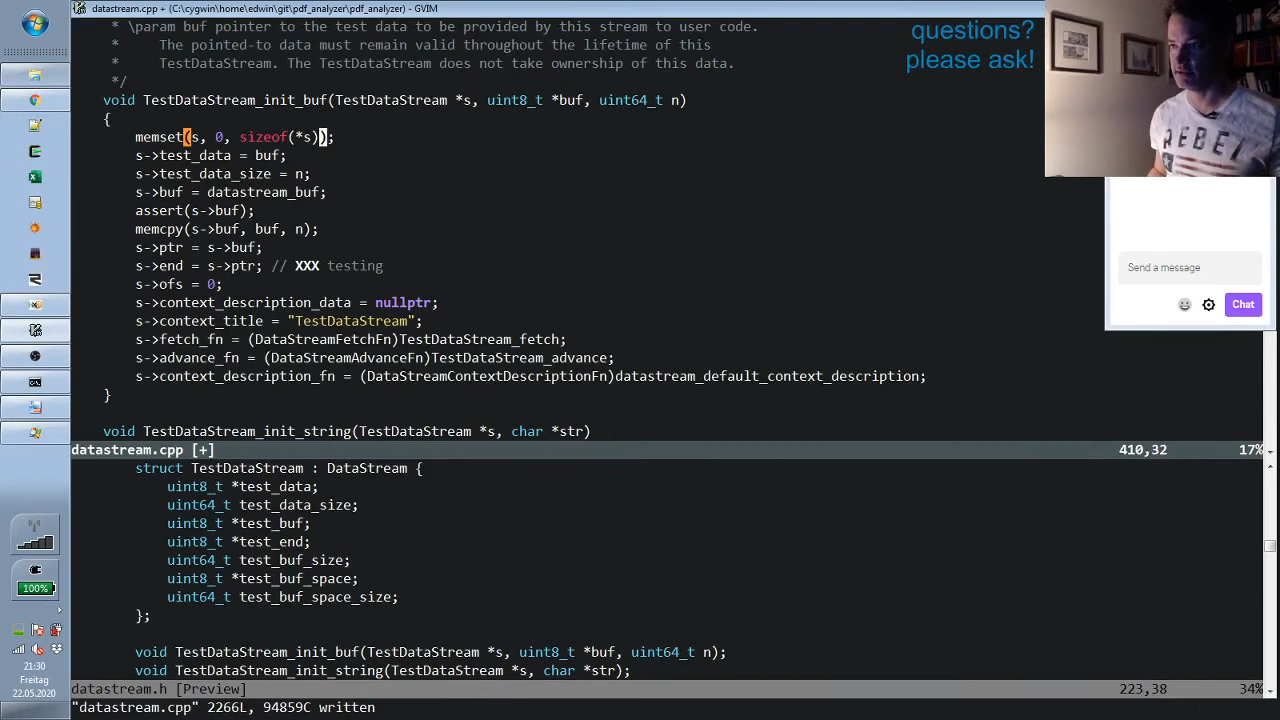 datastream.cpp + (C:\cygwin\home\edwin\git\pdf_analyzer\pdf_analyzer) - GVIM
* \param buf pointer to the test data to be provided by this stream to user code.
*     The pointed-to data must remain valid throughout the lifetime of this
*     TestDataStream. The TestDataStream does not take ownership of this data.
*/
void TestDataStream_init_buf(TestDataStream *s, uint8_t *buf, uint64_t n)
{
    memset(s, 0, sizeof(*s));
    s->test_data = buf;
    s->test_data_size = n;
    s->buf = datastream_buf;
    assert(s->buf);
    memcpy(s->buf, buf, n);
    s->ptr = s->buf;
    s->end = s->ptr; // XXX testing
    s->ofs = 0;
    s->context_description_data = nullptr;
    s->context_title = "TestDataStream";
    s->fetch_fn = (DataStreamFetchFn)TestDataStream_fetch;
    s->advance_fn = (DataStreamAdvanceFn)TestDataStream_advance;
    s->context_description_fn = (DataStreamContextDescriptionFn)datastream_default_context_description;
}
void TestDataStream_init_string(TestDataStream *s, char *str)
datastream.cpp [+] 410,32 17%
    struct TestDataStream : DataStream {
        uint8_t *test_data;
        uint64_t test_data_size;
        uint8_t *test_buf;
        uint8_t *test_end;
        uint64_t test_buf_size;
        uint8_t *test_buf_space;
        uint64_t test_buf_space_size;
    };
    void TestDataStream_init_buf(TestDataStream *s, uint8_t *buf, uint64_t n);
    void TestDataStream_init_string(TestDataStream *s, char *str);
datastream.h [Preview] 223,38 34%
"datastream.cpp" 2266L, 94859C written
questions?
please ask!
REBEL
Send a message
Chat
100%
21:30
Freitag
22.05.2020